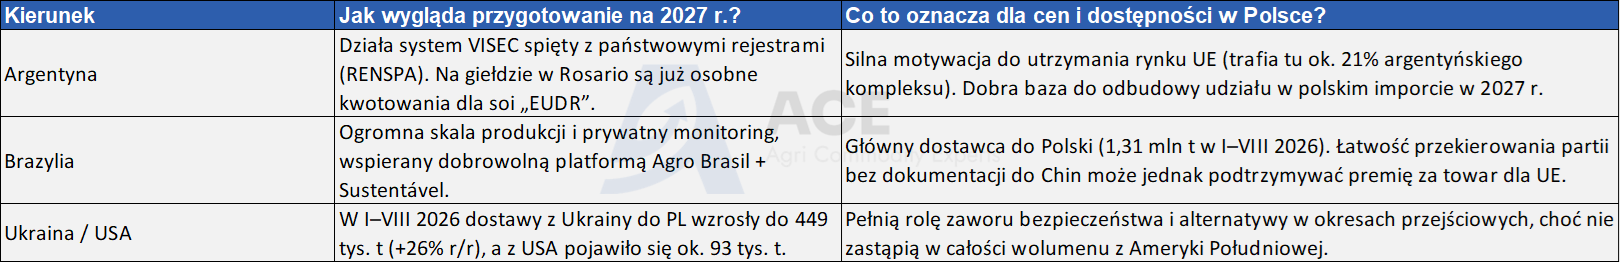 Kierunek
Jak wygląda przygotowanie na 2027 r.?
Co to oznacza dla cen i dostępności w Polsce?
Argentyna
Działa system VISEC spięty z państwowymi rejestrami
(RENSPA). Na giełdzie w Rosario są już osobne
kwotowania dla soi „EUDR”.
Silna motywacja do utrzymania rynku UE (trafia tu ok. 21% argentyńskiego
kompleksu). Dobra baza do odbudowy udziału w polskim imporcie w 2027 r.
Brazylia
Ogromna skala produkcji i prywatny monitoring,
wspierany dobrowolną platformą Agro Brasil +
Sustentável.
Główny dostawca do Polski (1,31 mln t w I–VIII 2026). Łatwość przekierowania partii
bez dokumentacji do Chin może jednak podtrzymywać premię za towar dla UE.
Ukraina / USA
W I–VIII 2026 dostawy z Ukrainy do PL wzrosły do 449
tys. t (+26% r/r), a z USA pojawiło się ok. 93 tys. t.
Pełnią rolę zaworu bezpieczeństwa i alternatywy w okresach przejściowych, choć nie
zastąpią w całości wolumenu z Ameryki Południowej.
ACE
Agri Commodity Experts